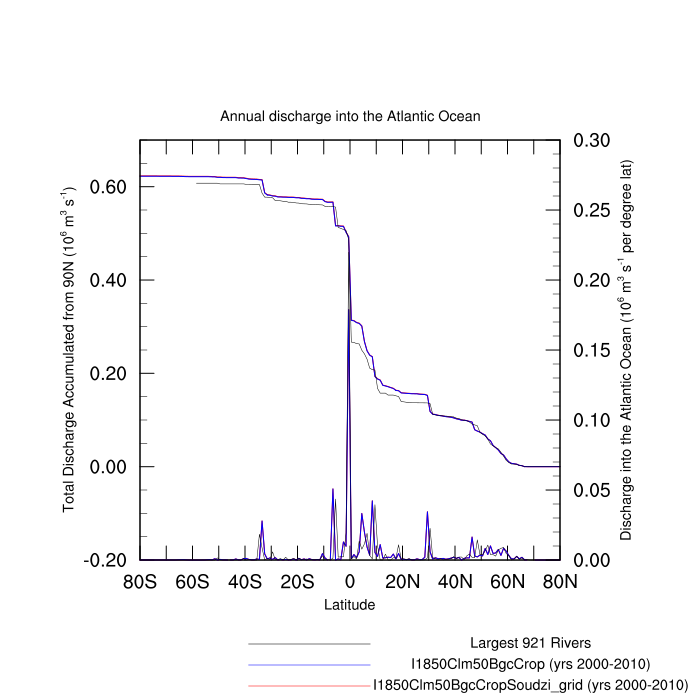 Annual discharge into the Atlantic Ocean
0.60
0.40
0.20
0.00
-0.20
0.30
0.25
0.20
0.15
0.10
0.05
0.00
Total Discharge Accumulated from 90N (10⁶ m³ s⁻¹)
Discharge into the Atlantic Ocean (10⁶ m³ s⁻¹ per degree lat)
80S 60S 40S 20S 0 20N 40N 60N 80N
Latitude
Largest 921 Rivers
I1850Clm50BgcCrop (yrs 2000-2010)
I1850Clm50BgcCropSoudzi_grid (yrs 2000-2010)